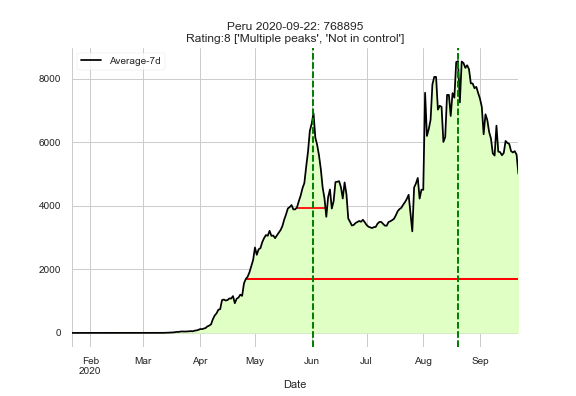 Peru 2020-09-22: 768895
Rating:8 ['Multiple peaks', 'Not in control']
Average-7d
8000
6000
4000
2000
0
Feb Mar Apr May Jun Jul Aug Sep
2020
Date